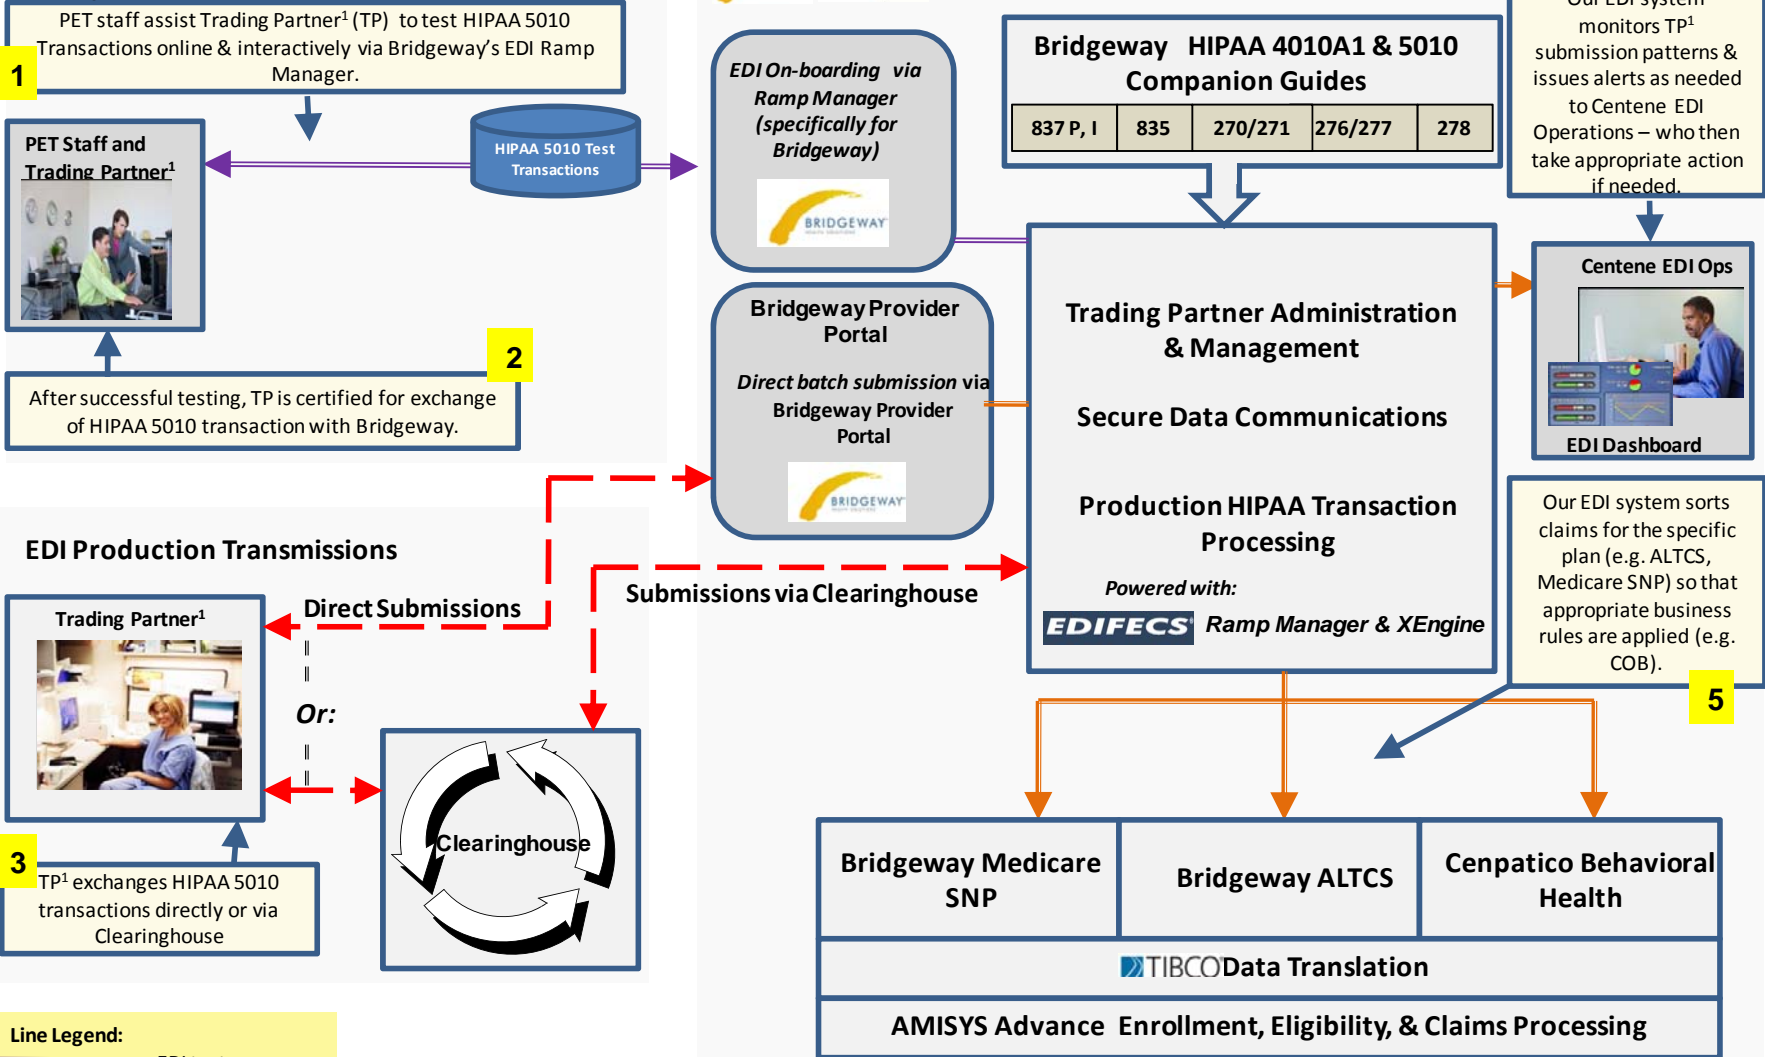 PET staff assist Trading Partner¹ (TP) to test HIPAA 5010
Transactions online & interactively via Bridgeway's EDI Ramp
Manager.
1
PET Staff and
Trading Partner¹
HIPAA 5010 Test
Transactions
2
After successful testing, TP is certified for exchange
of HIPAA 5010 transaction with Bridgeway.
EDI On-boarding via
Ramp Manager
(specifically for
Bridgeway)
BRIDGEWAY
HEALTH SOLUTIONS
Bridgeway HIPAA 4010A1 & 5010
Companion Guides
837 P, I 835 270/271 276/277 278
Our EDI system
monitors TP¹
submission patterns &
issues alerts as needed
to Centene EDI
Operations – who then
take appropriate action
if needed.
Centene EDI Ops
EDI Dashboard
Bridgeway Provider
Portal
Direct batch submission via
Bridgeway Provider
Portal
BRIDGEWAY
HEALTH SOLUTIONS
Trading Partner Administration
& Management
Secure Data Communications
Production HIPAA Transaction
Processing
Powered with:
EDIFECS Ramp Manager & XEngine
Our EDI system sorts
claims for the specific
plan (e.g. ALTCS,
Medicare SNP) so that
appropriate business
rules are applied (e.g.
COB).
5
EDI Production Transmissions
Trading Partner¹
Direct Submissions
Or:
Submissions via Clearinghouse
Clearinghouse
3
TP¹ exchanges HIPAA 5010
transactions directly or via
Clearinghouse
Bridgeway Medicare
SNP
Bridgeway ALTCS
Cenpatico Behavioral
Health
TIBCO Data Translation
AMISYS Advance Enrollment, Eligibility, & Claims Processing
Line Legend: